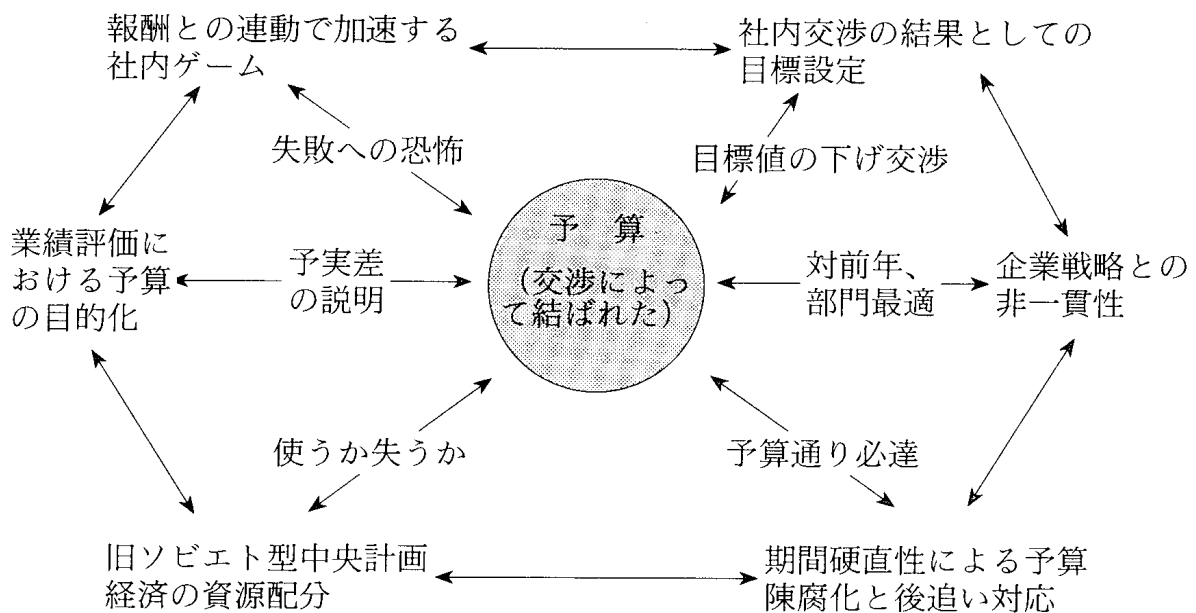 報酬との連動で加速する
社内ゲーム
社内交渉の結果としての
目標設定
失敗への恐怖
目標値の下げ交渉
業績評価に
おける予算
の目的化
予実差
の説明
予 算
（交渉によっ
て結ばれた）
対前年、
部門最適
企業戦略との
非一貫性
使うか失うか
予算通り必達
旧ソビエト型中央計画
経済の資源配分
期間硬直性による予算
陳腐化と後追い対応